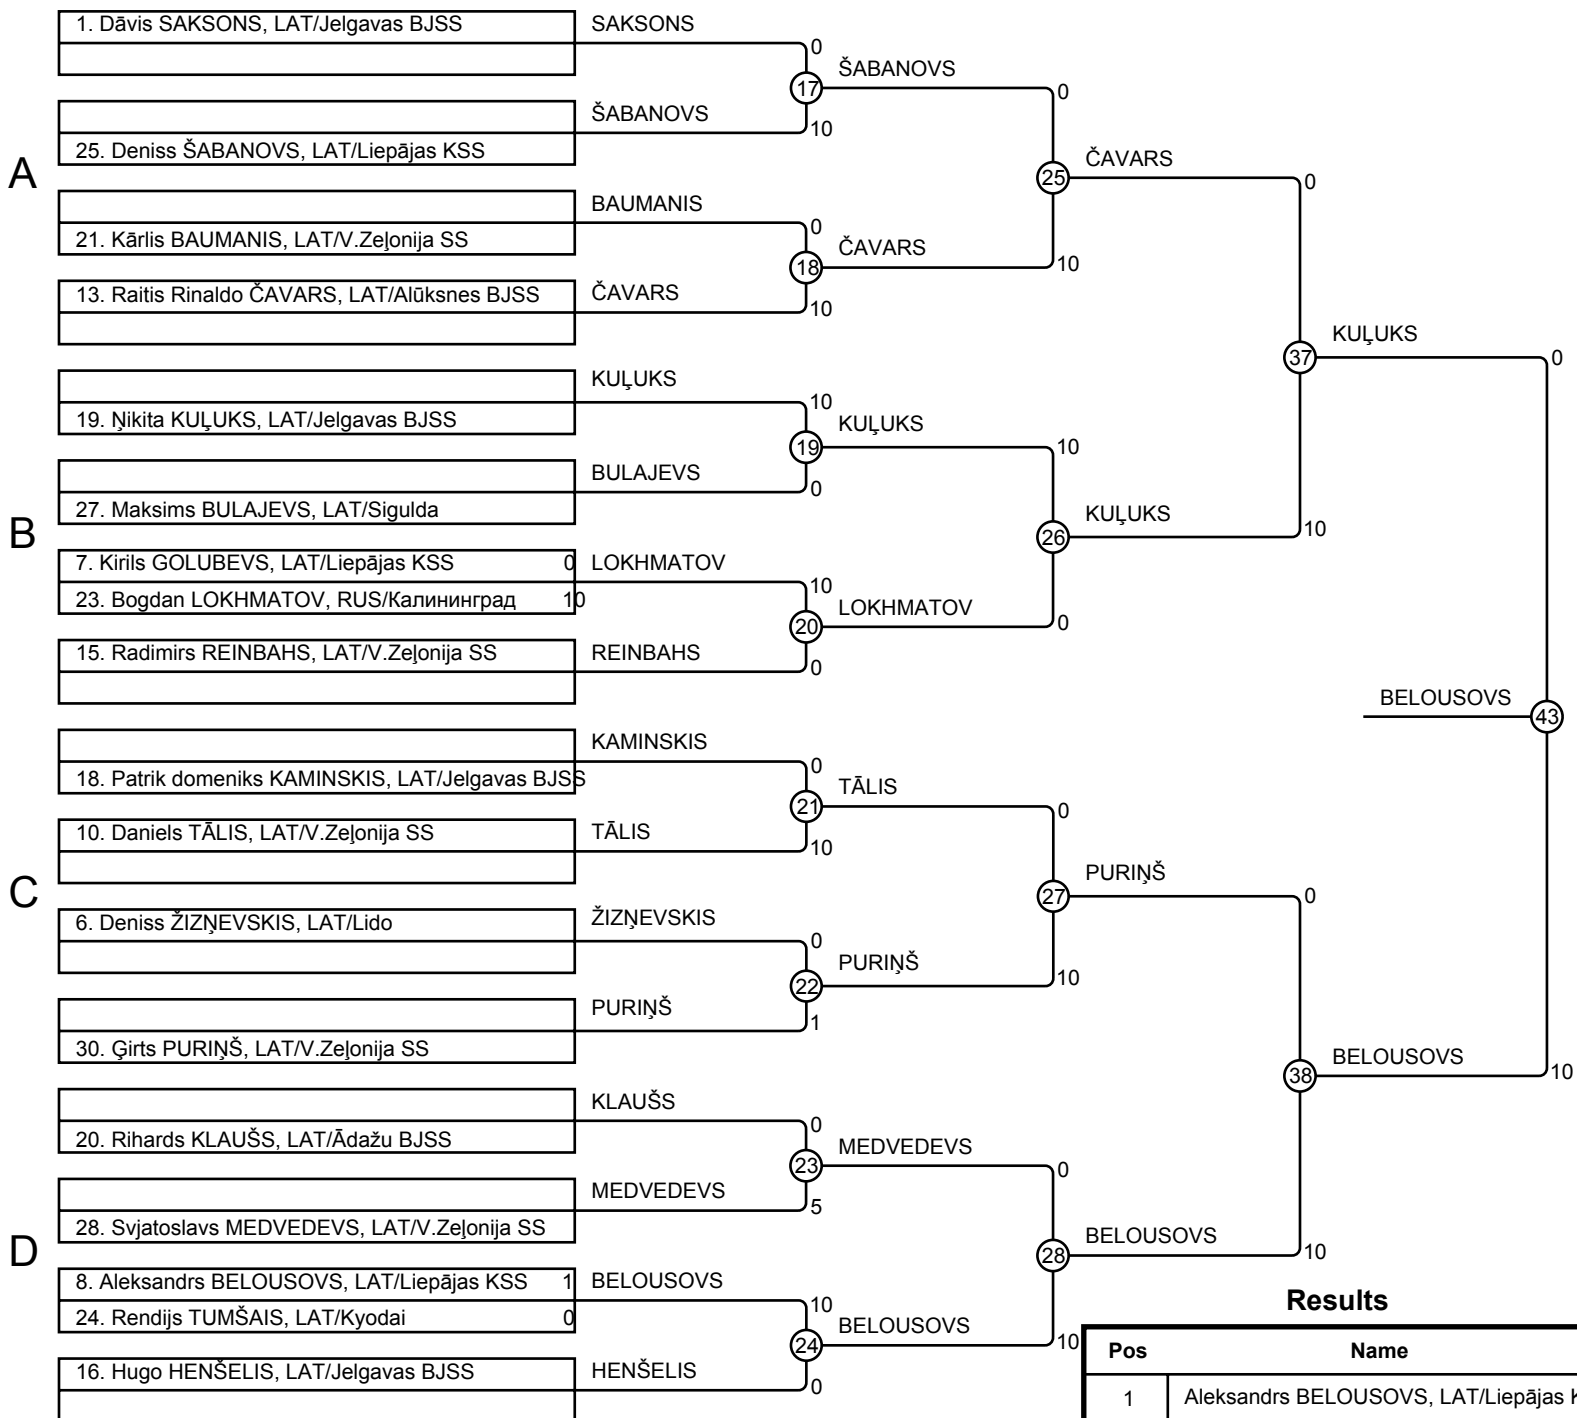 1. Dāvis SAKSONS, LAT/Jelgavas BJSS
SAKSONS
0
17
ŠABANOVS
0
ŠABANOVS
10
25. Deniss ŠABANOVS, LAT/Liepājas KSS
A
25
ČAVARS
0
BAUMANIS
0
21. Kārlis BAUMANIS, LAT/V.Zeļonija SS
18
ČAVARS
10
13. Raitis Rinaldo ČAVARS, LAT/Alūksnes BJSS
ČAVARS
10
37
KUĻUKS
0
KUĻUKS
10
19. Ņikita KUĻUKS, LAT/Jelgavas BJSS
19
KUĻUKS
10
BULAJEVS
0
27. Maksims BULAJEVS, LAT/Sigulda
B
26
KUĻUKS
10
7. Kirils GOLUBEVS, LAT/Liepājas KSS 0
LOKHMATOV
10
23. Bogdan LOKHMATOV, RUS/Калининград 10
20
LOKHMATOV
0
15. Radimirs REINBAHS, LAT/V.Zeļonija SS
REINBAHS
0
BELOUSOVS
43
KAMINSKIS
0
18. Patrik domeniks KAMINSKIS, LAT/Jelgavas BJSS
21
TĀLIS
0
10. Daniels TĀLIS, LAT/V.Zeļonija SS
TĀLIS
10
C
27
PURIŅŠ
0
6. Deniss ŽIZŅEVSKIS, LAT/Lido
ŽIZŅEVSKIS
0
22
PURIŅŠ
10
PURIŅŠ
1
30. Ģirts PURIŅŠ, LAT/V.Zeļonija SS
38
BELOUSOVS
10
KLAUŠS
0
20. Rihards KLAUŠS, LAT/Ādažu BJSS
23
MEDVEDEVS
0
MEDVEDEVS
5
28. Svjatoslavs MEDVEDEVS, LAT/V.Zeļonija SS
D
28
BELOUSOVS
10
8. Aleksandrs BELOUSOVS, LAT/Liepājas KSS 1
BELOUSOVS
10
24. Rendijs TUMŠAIS, LAT/Kyodai 0
24
BELOUSOVS
10
16. Hugo HENŠELIS, LAT/Jelgavas BJSS
HENŠELIS
0
Results
Pos Name
1 Aleksandrs BELOUSOVS, LAT/Liepājas